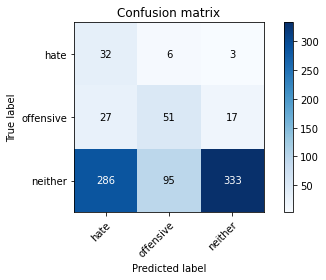 Confusion matrix
True label
hate
32
6
3
offensive
27
51
17
neither
286
95
333
hate
offensive
neither
Predicted label
300
250
200
150
100
50